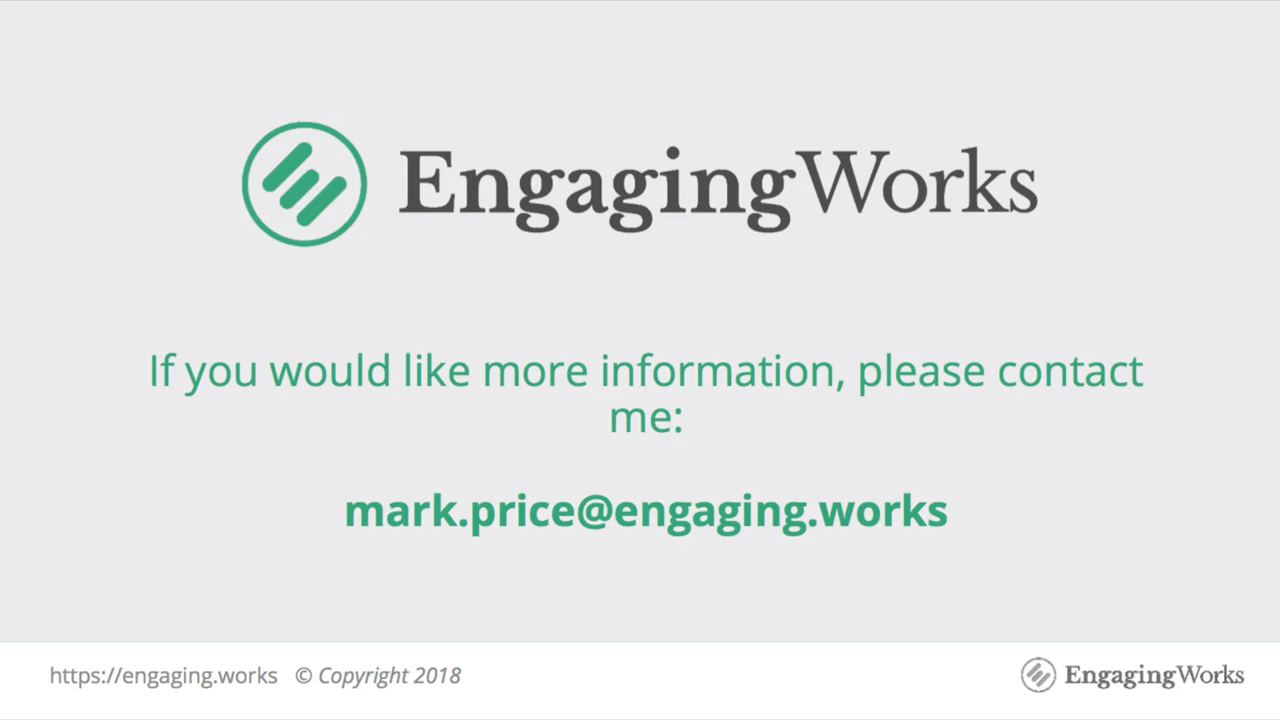 EngagingWorks
If you would like more information, please contact
me:
mark.price@engaging.works
https://engaging.works © Copyright 2018
EngagingWorks